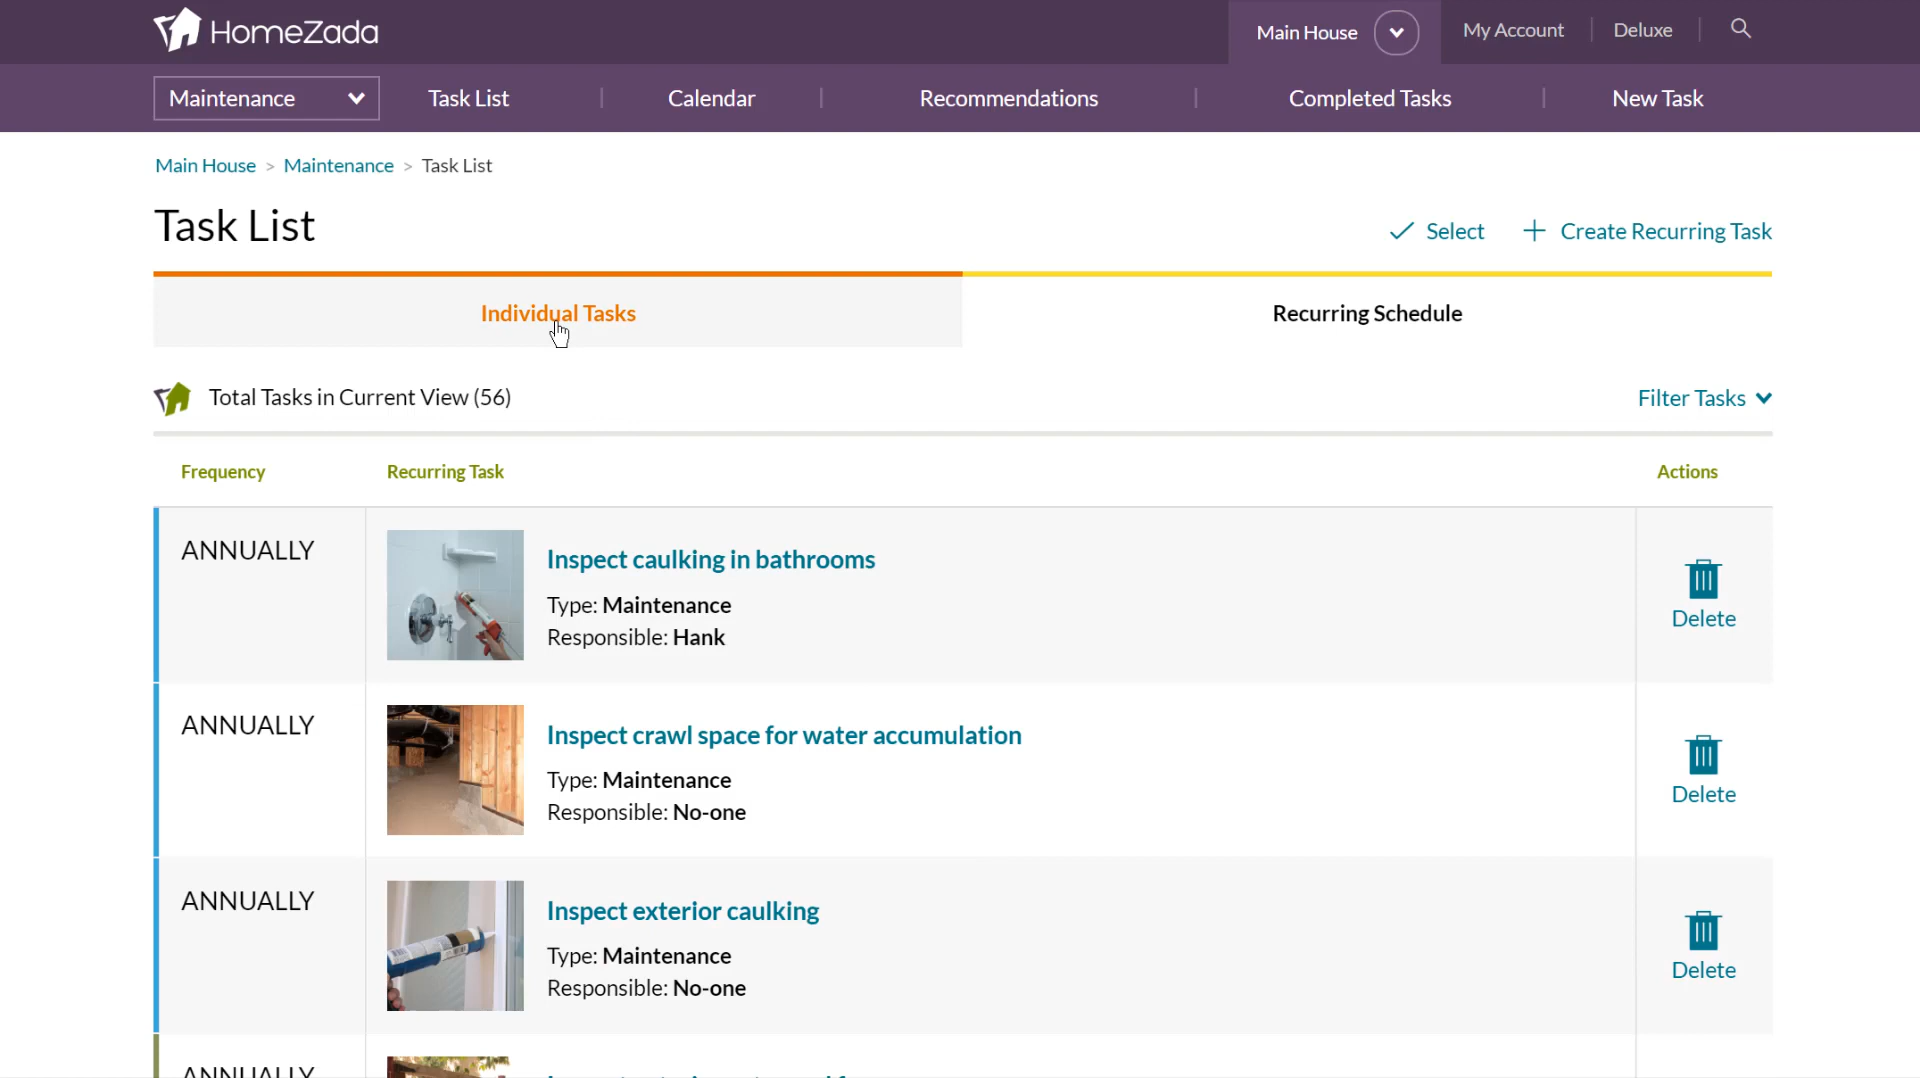 HomeZada
Main House
My Account
Deluxe
Maintenance
Task List
Calendar
Recommendations
Completed Tasks
New Task
Main House > Maintenance > Task List
Task List
Select
Create Recurring Task
Individual Tasks
Recurring Schedule
Total Tasks in Current View (56)
Filter Tasks
Frequency
Recurring Task
Actions
ANNUALLY
Inspect caulking in bathrooms
Type: Maintenance
Responsible: Hank
Delete
ANNUALLY
Inspect crawl space for water accumulation
Type: Maintenance
Responsible: No-one
Delete
ANNUALLY
Inspect exterior caulking
Type: Maintenance
Responsible: No-one
Delete
ANNUALLY